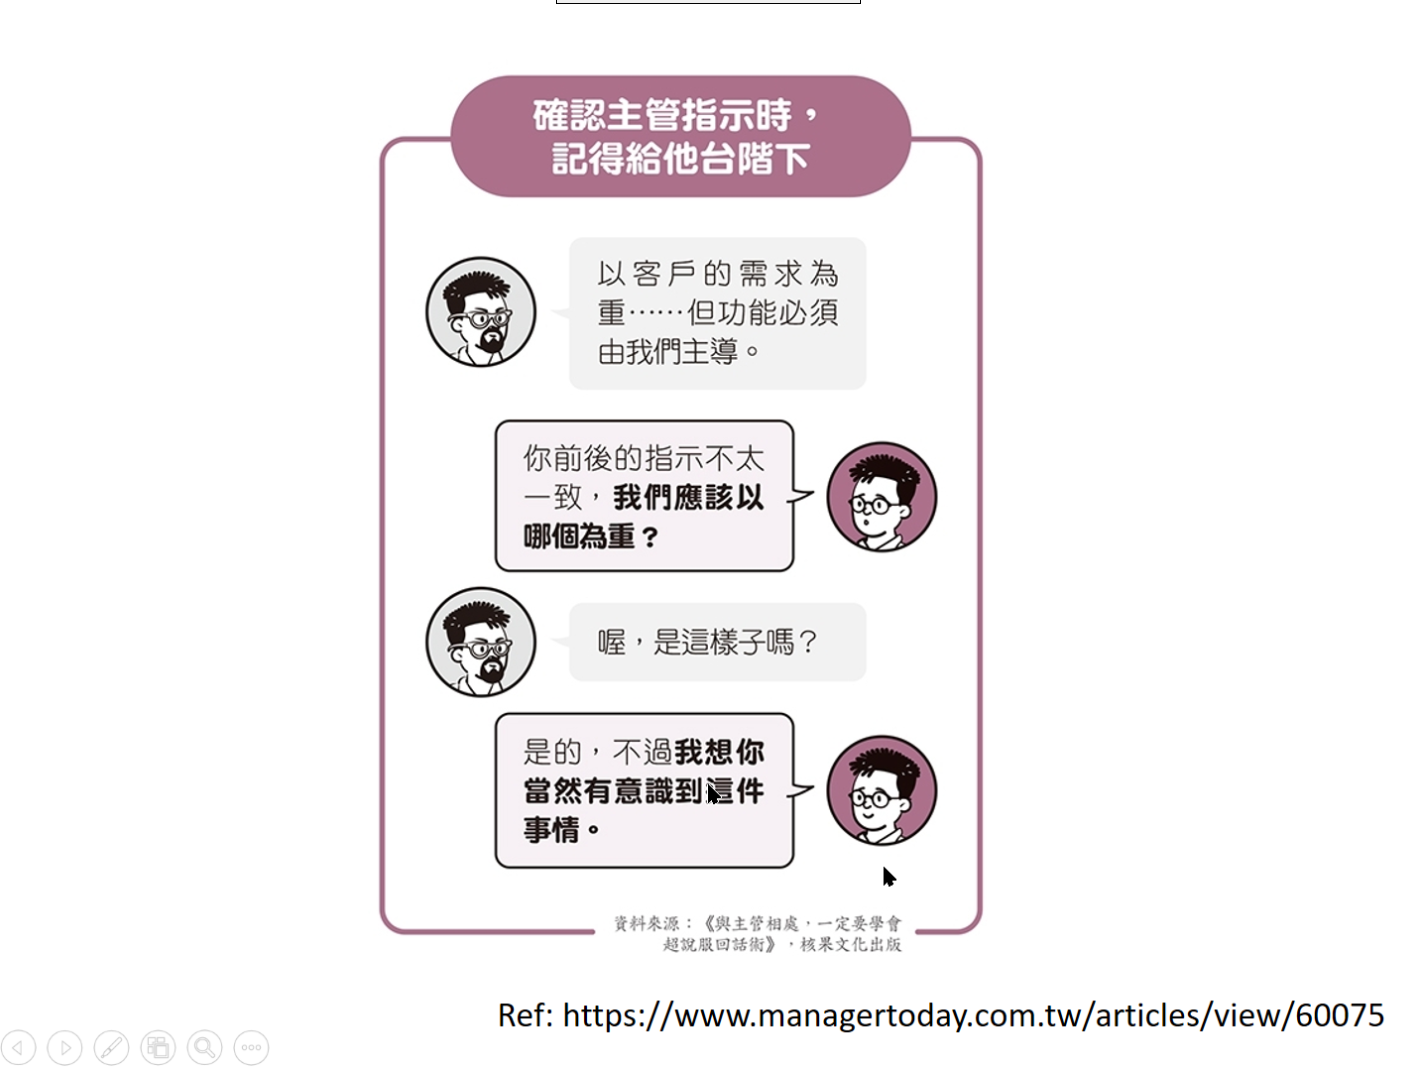 確認主管指示時，
記得給他台階下
以客戶的需求為
重……但功能必須
由我們主導。
你前後的指示不太
一致，我們應該以
哪個為重？
喔，是這樣子嗎？
是的，不過我想你
當然有意識到這件
事情。
資料來源：《與主管相處，一定要學會
超說服回話術》，核果文化出版
Ref: https://www.managertoday.com.tw/articles/view/60075